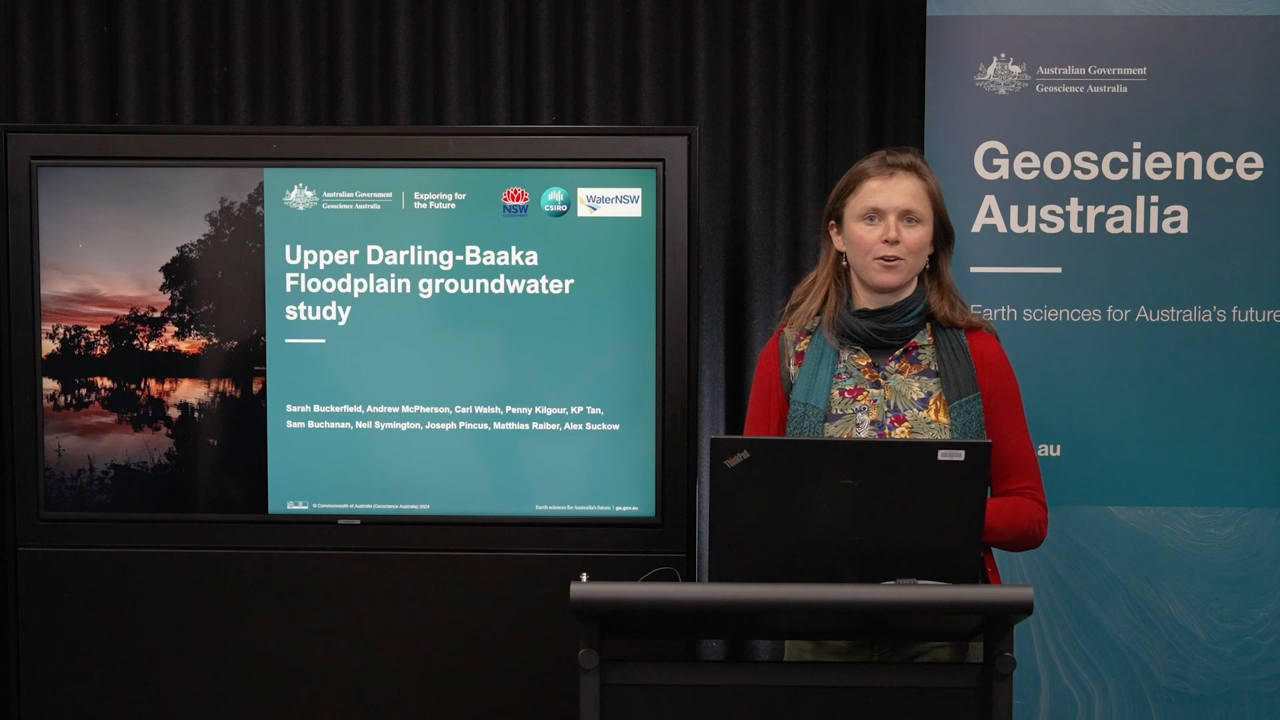 Australian Government
Geoscience Australia
Exploring for
the Future
NSW
GOVERNMENT
CSIRO
WaterNSW
Upper Darling-Baaka
Floodplain groundwater
study
Sarah Buckerfield, Andrew McPherson, Carl Walsh, Penny Kilgour, KP Tan,
Sam Buchanan, Neil Symington, Joseph Pincus, Matthias Raiber, Alex Suckow
© Commonwealth of Australia (Geoscience Australia) 2024
Earth sciences for Australia's future | ga.gov.au
ThinkPad
Australian Government
Geoscience Australia
Geoscience
Australia
Earth sciences for Australia's future
au